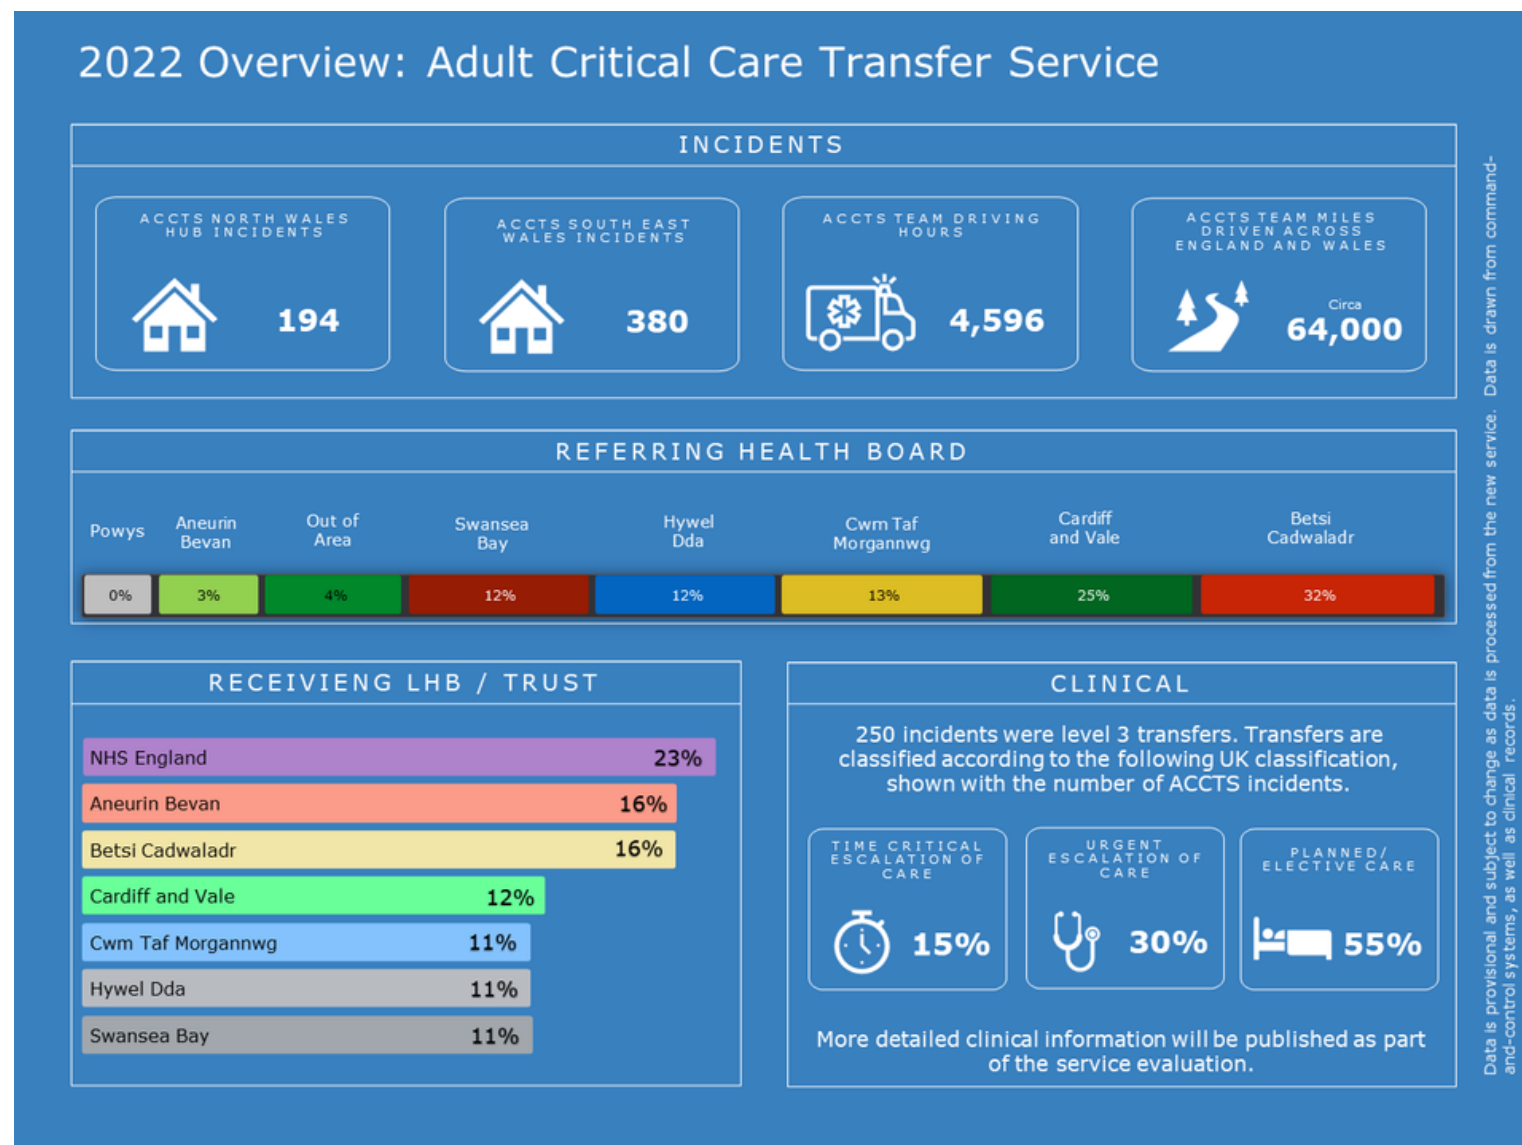 2022 Overview: Adult Critical Care Transfer Service
INCIDENTS
ACCTS NORTH WALES
HUB INCIDENTS
194
ACCTS SOUTH EAST
WALES INCIDENTS
380
ACCTS TEAM DRIVING
HOURS
4,596
ACCTS TEAM MILES
DRIVEN ACROSS
ENGLAND AND WALES
Circa
64,000
REFERRING HEALTH BOARD
Powys
0%
Aneurin
Bevan
3%
Out of
Area
4%
Swansea
Bay
12%
Hywel
Dda
12%
Cwm Taf
Morgannwg
13%
Cardiff
and Vale
25%
Betsi
Cadwaladr
32%
RECEIVIENG LHB / TRUST
NHS England 23%
Aneurin Bevan 16%
Betsi Cadwaladr 16%
Cardiff and Vale 12%
Cwm Taf Morgannwg 11%
Hywel Dda 11%
Swansea Bay 11%
CLINICAL
250 incidents were level 3 transfers. Transfers are
classified according to the following UK classification,
shown with the number of ACCTS incidents.
TIME CRITICAL
ESCALATION OF
CARE
15%
URGENT
ESCALATION OF
CARE
30%
PLANNED/
ELECTIVE CARE
55%
More detailed clinical information will be published as part
of the service evaluation.
Data is provisional and subject to change as data is processed from the new service. Data is drawn from command-
and-control systems, as well as clinical records.